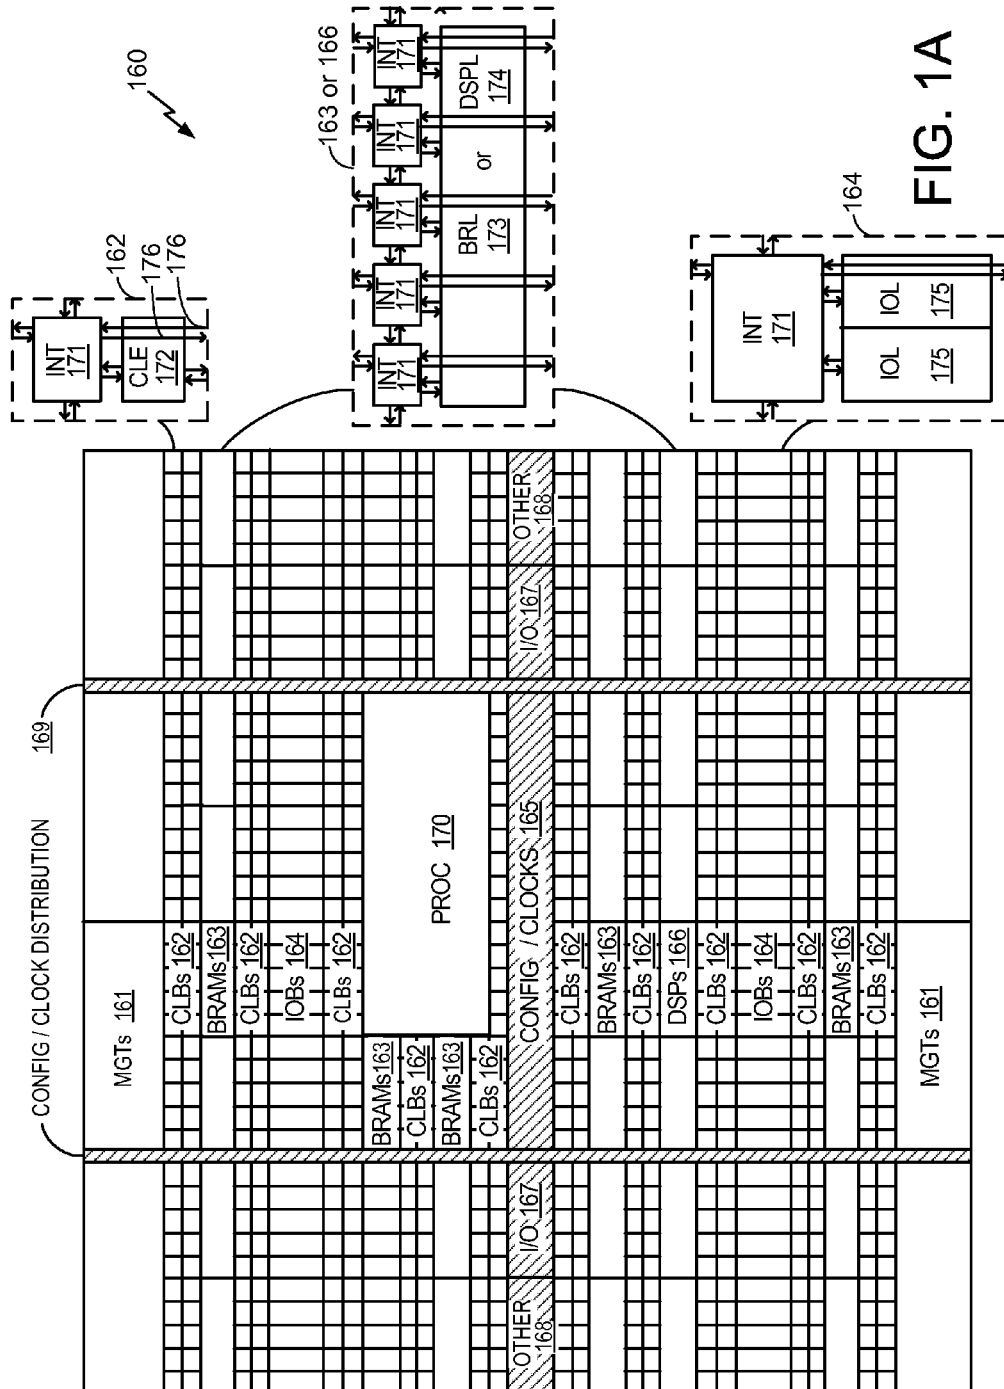 160
162
176
176
INT
171
CLE
172
163 or 166
INT
171
INT
171
INT
171
INT
171
INT
171
BRL
173
or
DSPL
174
164
INT
171
IOL
175
IOL
175
CONFIG / CLOCK DISTRIBUTION
169
MGTs 161
CLBs 162
BRAMs 163
CLBs 162
IOBs 164
CLBs 162
BRAMs 163
CLBs 162
BRAMs 163
CLBs 162
PROC 170
OTHER
168
I/O 167
CONFIG / CLOCKS 165
I/O 167
OTHER
168
CLBs 162
BRAMs 163
CLBs 162
DSPs 166
CLBs 162
IOBs 164
CLBs 162
BRAMs 163
CLBs 162
MGTs 161
FIG. 1A